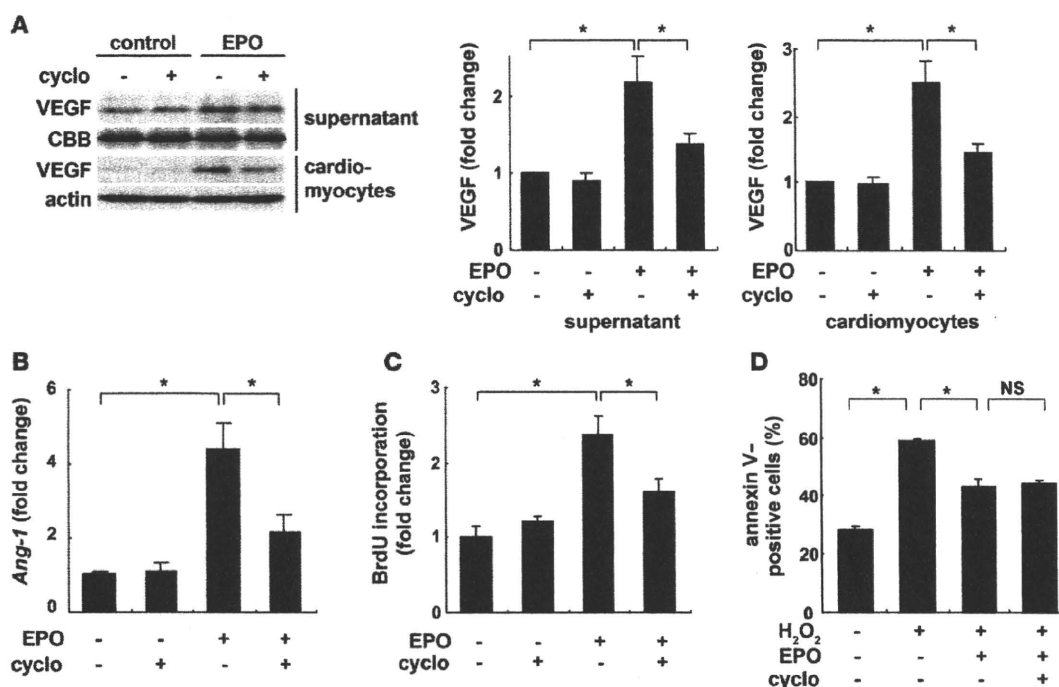 A
control EPO
cyclo - + - +
VEGF
CBB
supernatant
VEGF
actin
cardio-
myocytes
VEGF (fold change)
2
1
0
* *
EPO - - + +
cyclo - + - +
supernatant
VEGF (fold change)
3
2
1
0
* *
EPO - - + +
cyclo - + - +
cardiomyocytes
B
Ang-1 (fold change)
6
4
2
0
* *
EPO - - + +
cyclo - + - +
C
BrdU incorporation
(fold change)
3
2
1
0
* *
EPO - - + +
cyclo - + - +
D
annexin V–
positive cells (%)
80
60
40
20
0
* * NS
H₂O₂ - + + +
EPO - - + +
cyclo - - - +